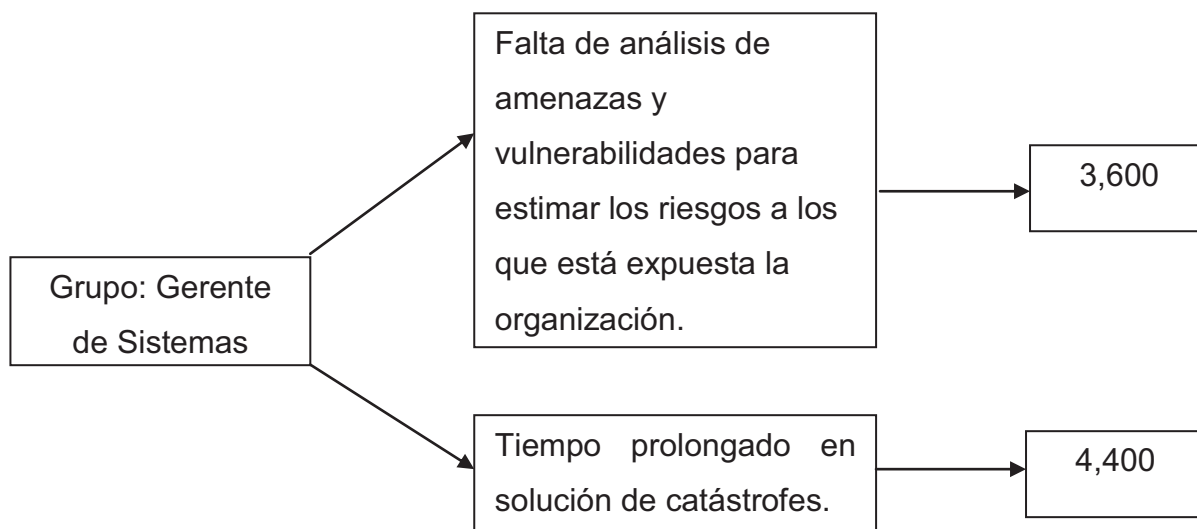 Falta de análisis de
amenazas y
vulnerabilidades para
estimar los riesgos a los
que está expuesta la
organización.
3,600
Grupo: Gerente
de Sistemas
Tiempo prolongado en
solución de catástrofes.
4,400